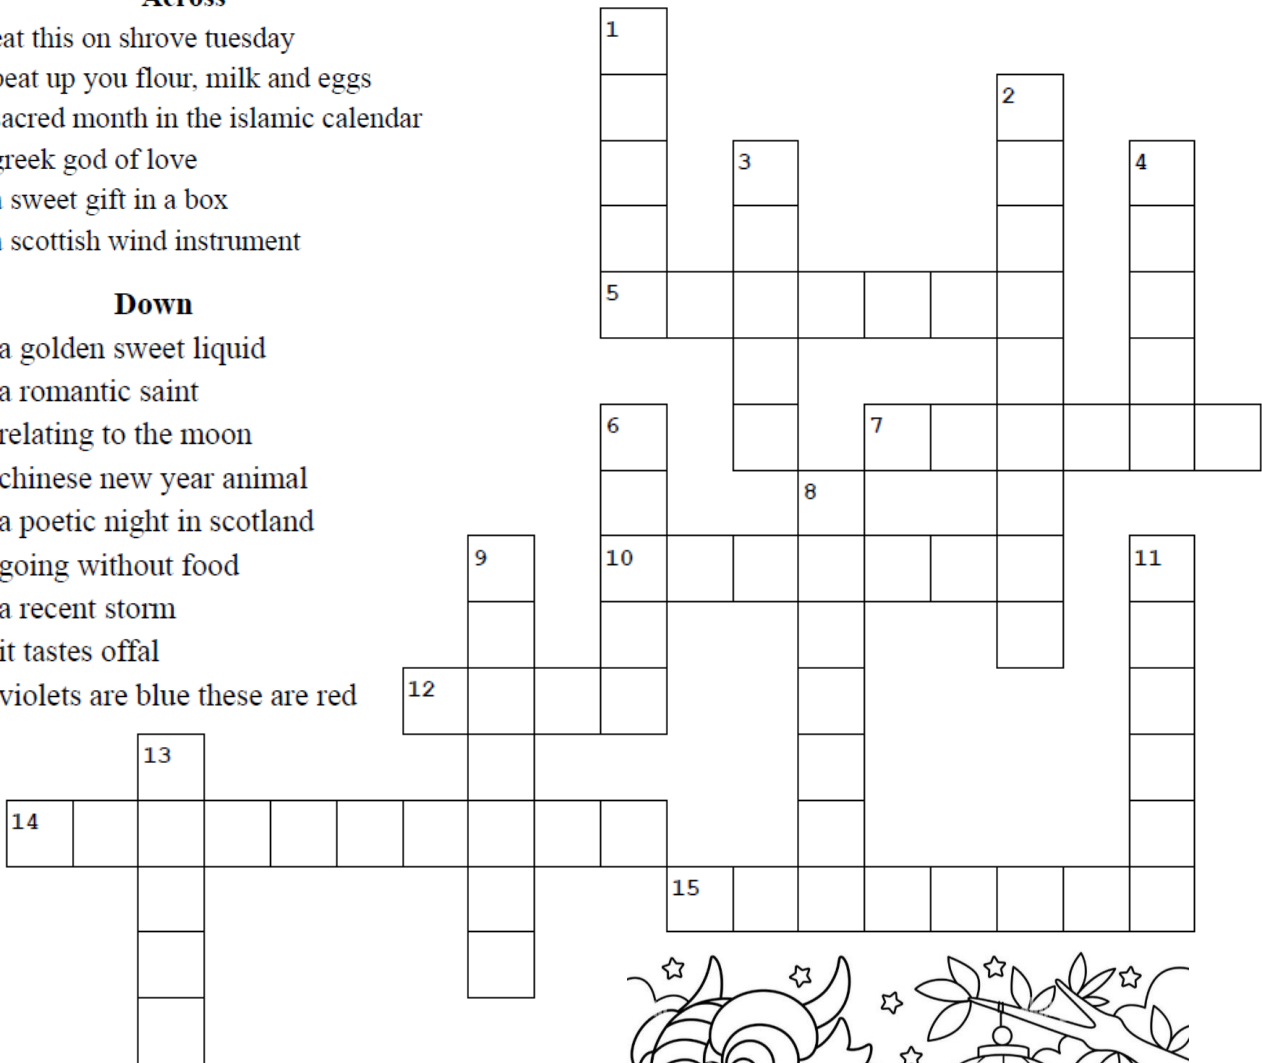 Across
eat this on shrove tuesday
beat up you flour, milk and eggs
sacred month in the islamic calendar
greek god of love
a sweet gift in a box
a scottish wind instrument
Down
a golden sweet liquid
a romantic saint
relating to the moon
chinese new year animal
a poetic night in scotland
going without food
a recent storm
it tastes offal
violets are blue these are red
1
2
3
4
5
6
7
8
9
10
11
12
13
14
15